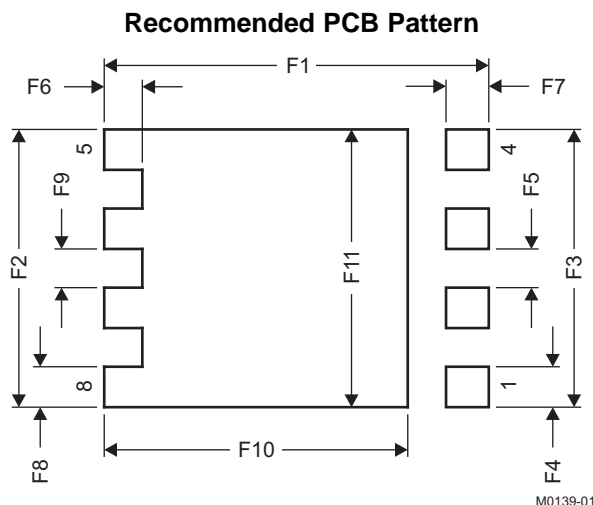 Recommended PCB Pattern
F1
F6
F7
5
4
F9
F5
F2
F11
F3
8
1
F10
F8
F4
M0139-01